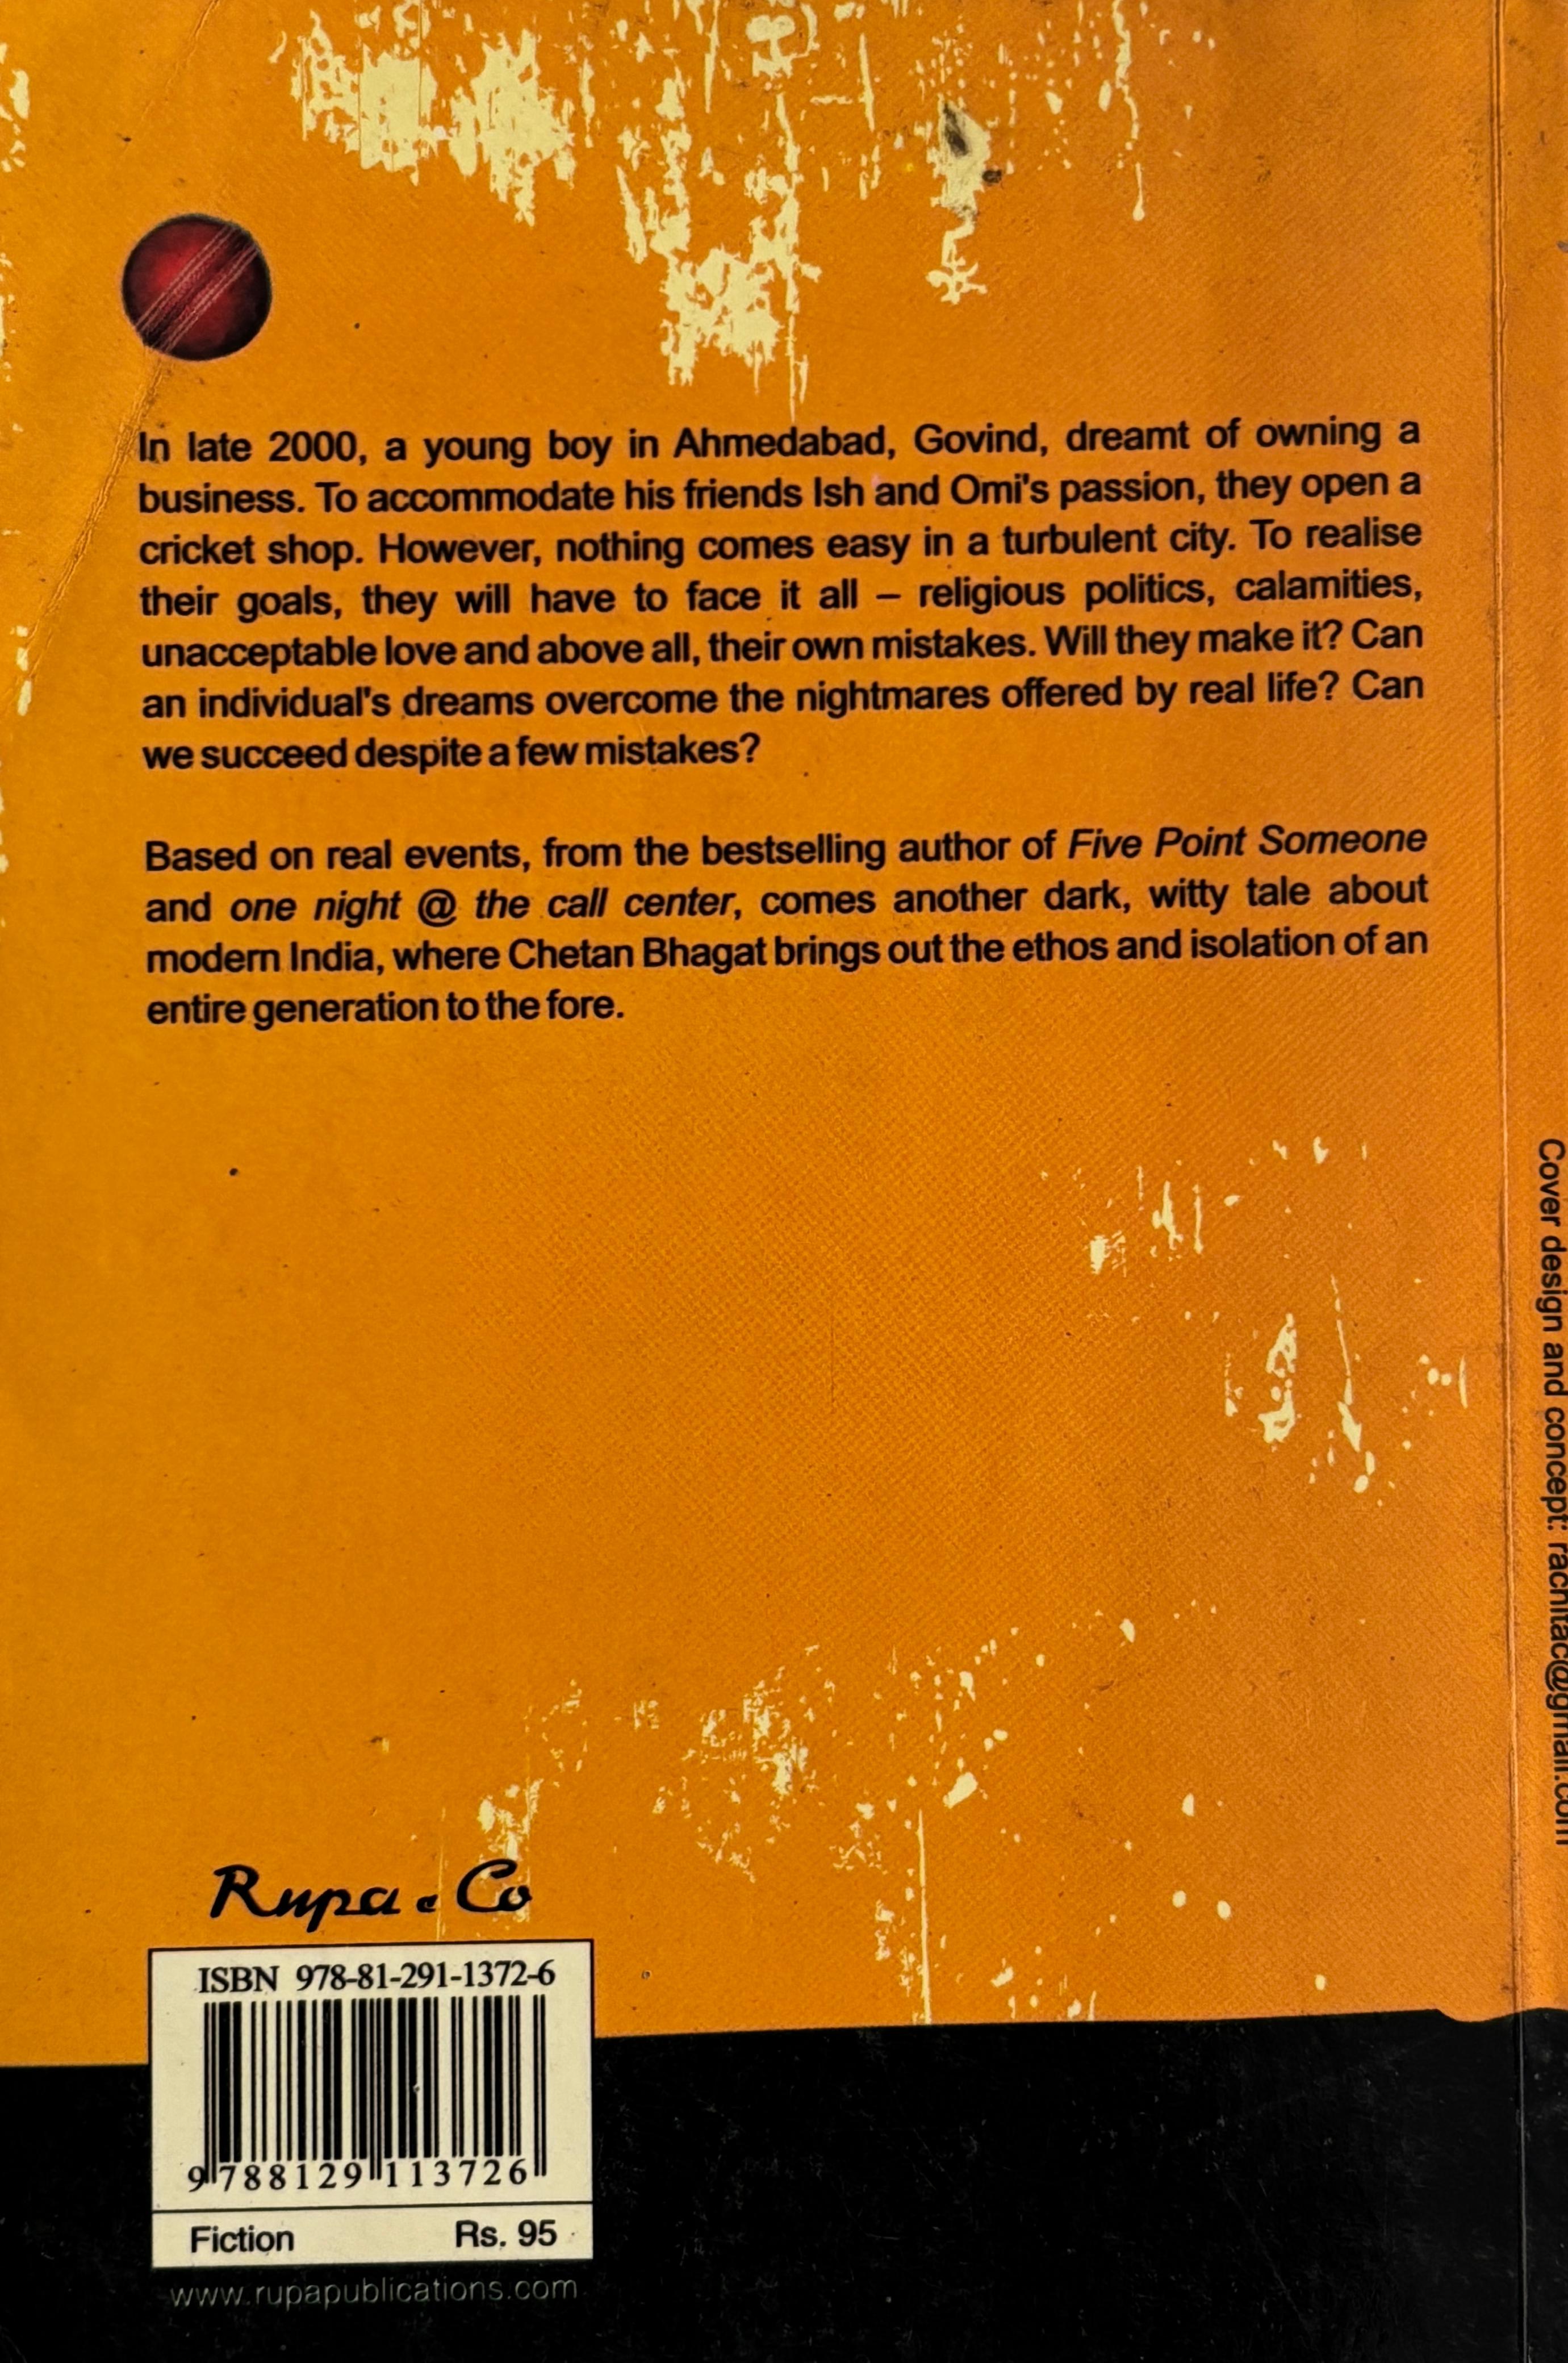 In late 2000, a young boy in Ahmedabad, Govind, dreamt of owning a
business. To accommodate his friends Ish and Omi's passion, they open a
cricket shop. However, nothing comes easy in a turbulent city. To realise
their goals, they will have to face it all – religious politics, calamities,
unacceptable love and above all, their own mistakes. Will they make it? Can
an individual's dreams overcome the nightmares offered by real life? Can
we succeed despite a few mistakes?
Based on real events, from the bestselling author of Five Point Someone
and one night @ the call center, comes another dark, witty tale about
modern India, where Chetan Bhagat brings out the ethos and isolation of an
entire generation to the fore.
Cover design and concept: rachitac@gmail.com
Rupa & Co
ISBN 978-81-291-1372-6
9 788129 113726
Fiction Rs. 95
www.rupapublications.com